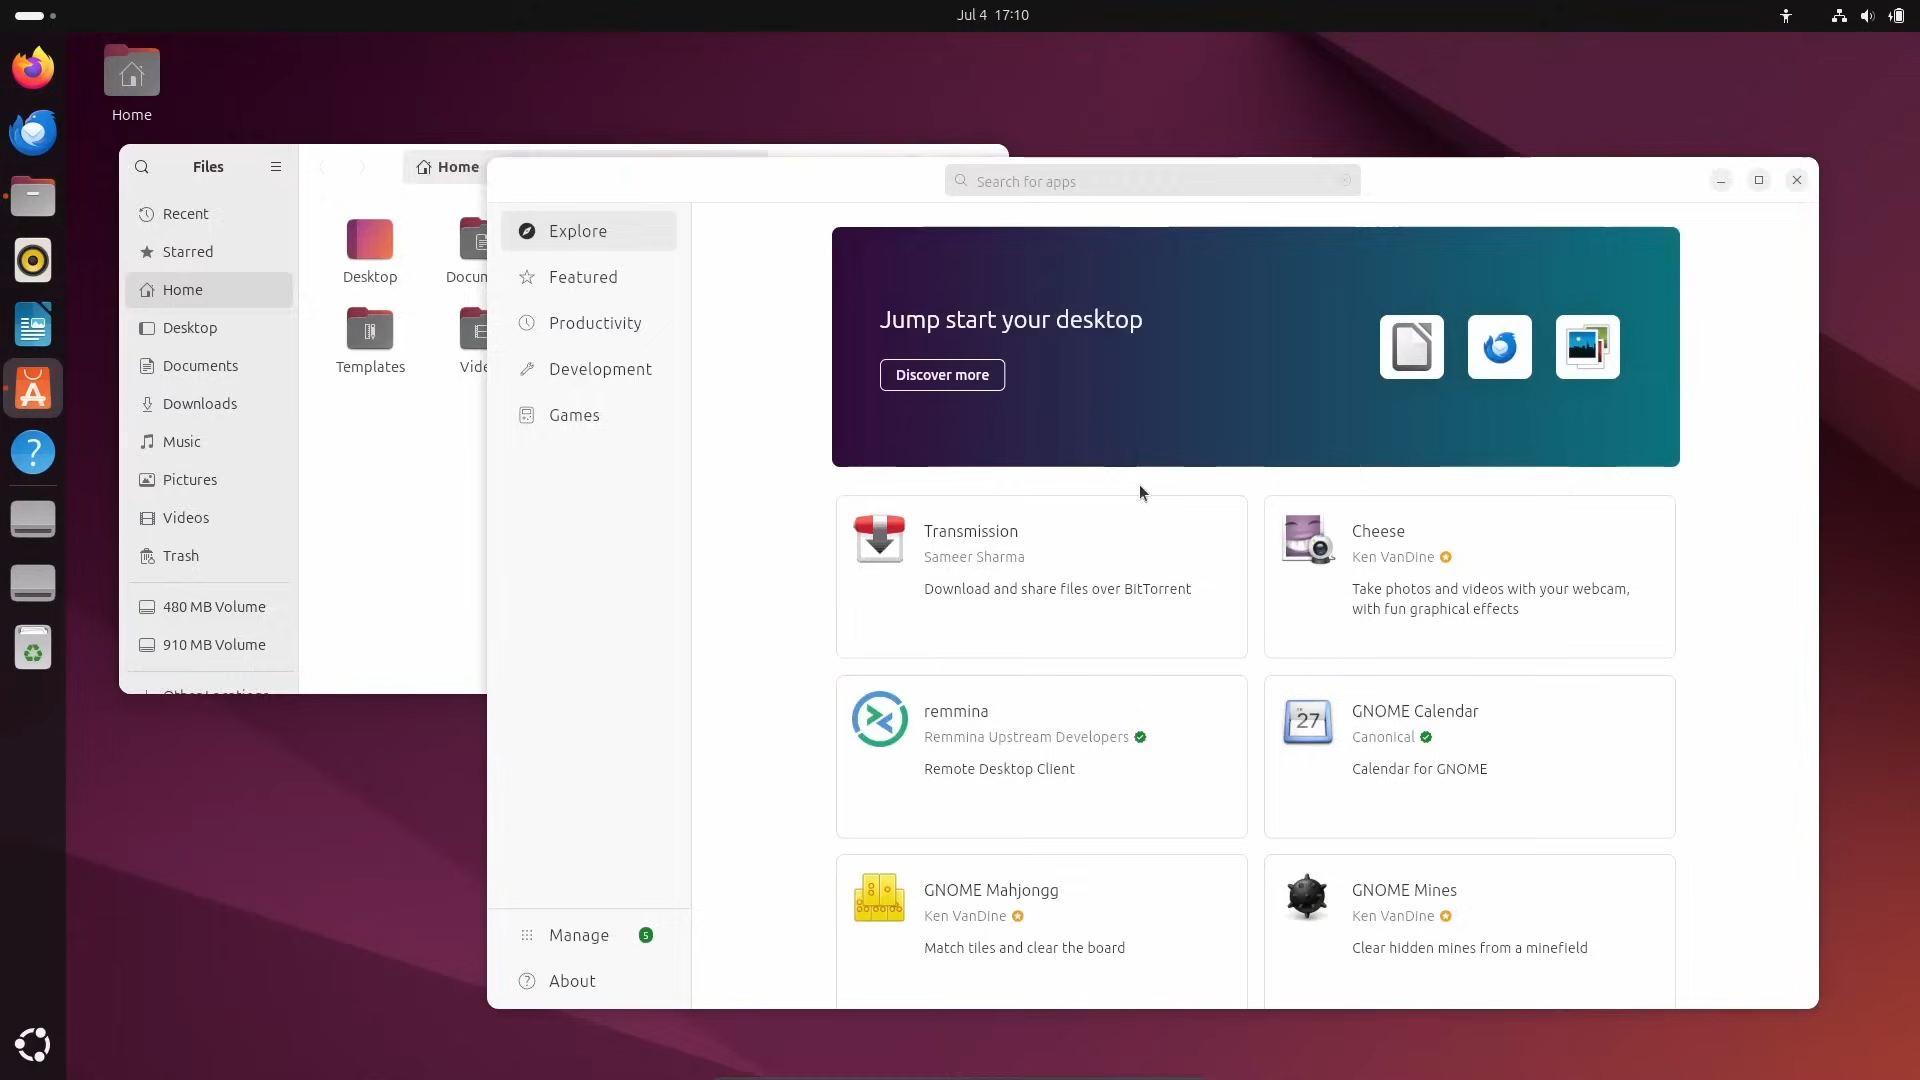 Jul 4 17:10
Home
Files
Home
Recent
Starred
Home
Desktop
Documents
Downloads
Music
Pictures
Videos
Trash
480 MB Volume
910 MB Volume
Other Locations
Desktop
Docum
Templates
Vide
Search for apps
Explore
Featured
Productivity
Development
Games
Manage 5
About
Jump start your desktop
Discover more
Transmission
Sameer Sharma
Download and share files over BitTorrent
Cheese
Ken VanDine
Take photos and videos with your webcam,
with fun graphical effects
remmina
Remmina Upstream Developers
Remote Desktop Client
27
GNOME Calendar
Canonical
Calendar for GNOME
GNOME Mahjongg
Ken VanDine
Match tiles and clear the board
GNOME Mines
Ken VanDine
Clear hidden mines from a minefield